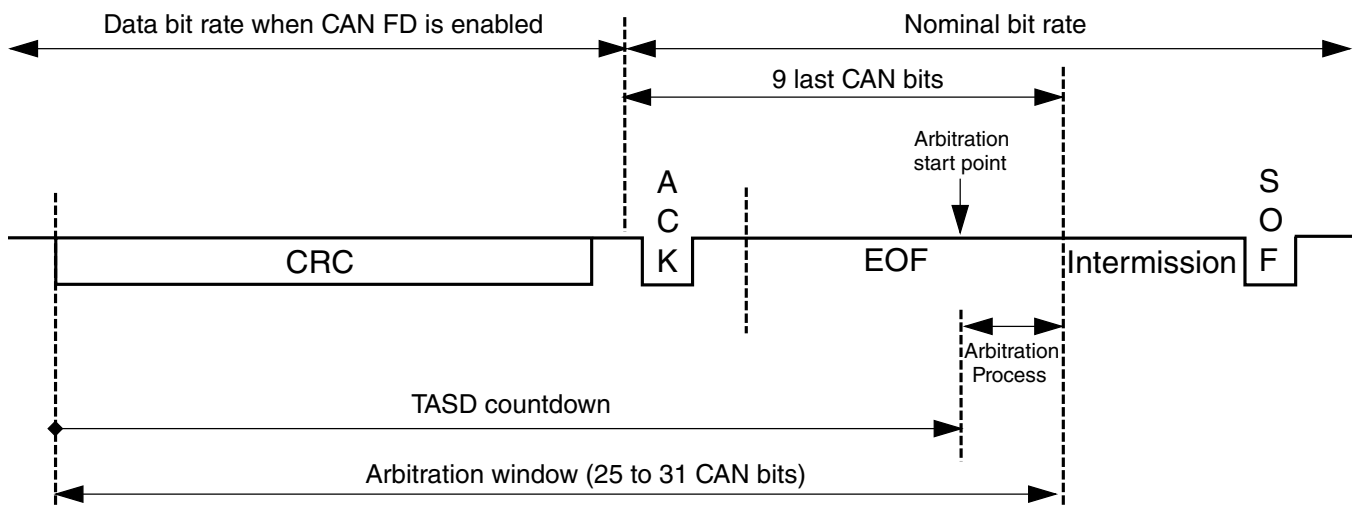 Data bit rate when CAN FD is enabled
Nominal bit rate
9 last CAN bits
Arbitration
start point
A
C
K
S
O
F
CRC
EOF
Intermission
Arbitration
Process
TASD countdown
Arbitration window (25 to 31 CAN bits)